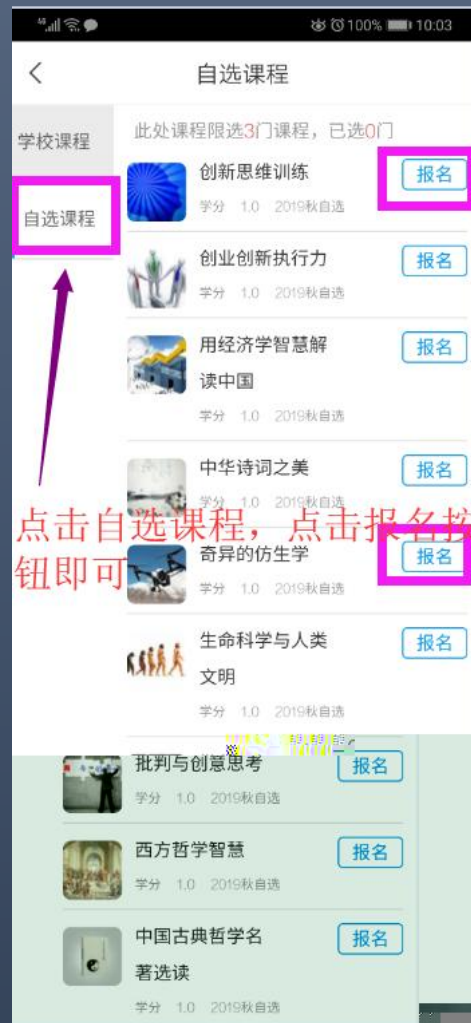 4G 100% 10:03
自选课程
学校课程
自选课程
此处课程限选3门课程，已选0门
创新思维训练
报名
学分 1.0 2019秋自选
创业创新执行力
报名
学分 1.0 2019秋自选
用经济学智慧解
读中国
报名
学分 1.0 2019秋自选
中华诗词之美
报名
学分 1.0 2019秋自选
点击自选课程，点击报名按
钮即可
奇异的仿生学
报名
学分 1.0 2019秋自选
生命科学与人类
文明
报名
学分 1.0 2019秋自选
批判与创意思考
报名
学分 1.0 2019秋自选
西方哲学智慧
报名
学分 1.0 2019秋自选
中国古典哲学名
著选读
报名
学分 1.0 2019秋自选